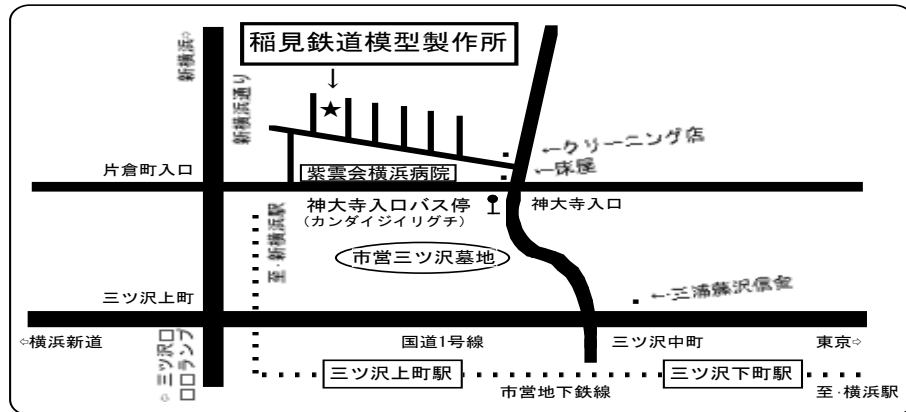 稲見鉄道模型製作所
↓
★
新横浜⇨
新横浜通り
←クリーニング店
←床屋
片倉町入口
紫雲会横浜病院
神大寺入口バス停
(カンダイジイリグチ)
神大寺入口
至·新横浜駅
市営三ツ沢墓地
三ツ沢上町
←三浦藤沢信金
⇦横浜新道
国道1号線
三ツ沢中町
東京⇨
⇦三ツ沢口
ランプ
三ツ沢上町駅
三ツ沢下町駅
市営地下鉄線
至·横浜駅